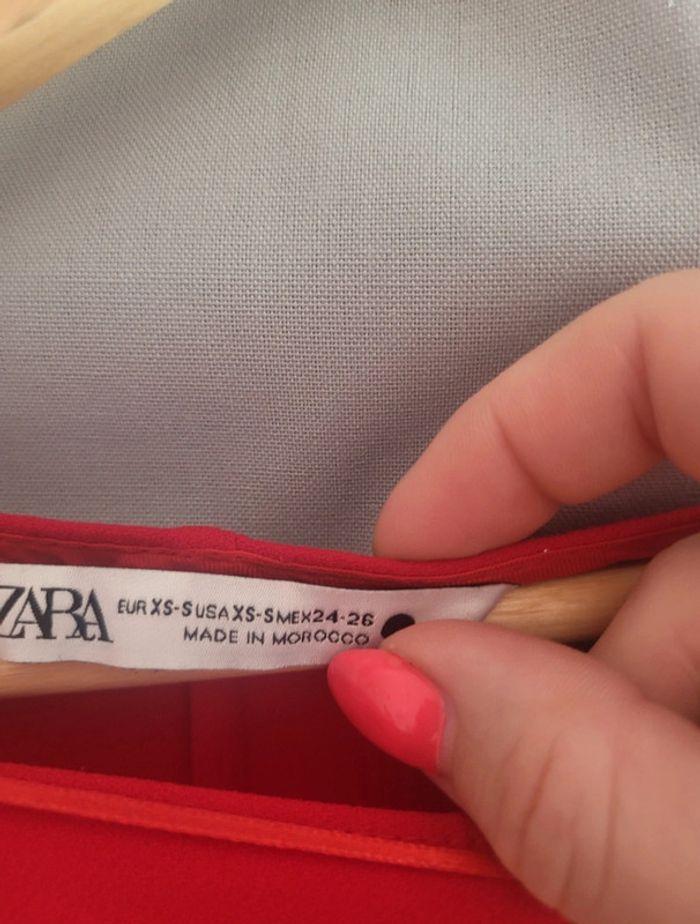 ZARA
EUR XS-S USA XS-S MEX 24-26
MADE IN MOROCCO